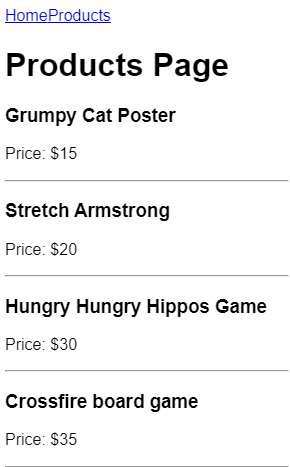 HomeProducts
Products Page
Grumpy Cat Poster
Price: $15
Stretch Armstrong
Price: $20
Hungry Hungry Hippos Game
Price: $30
Crossfire board game
Price: $35